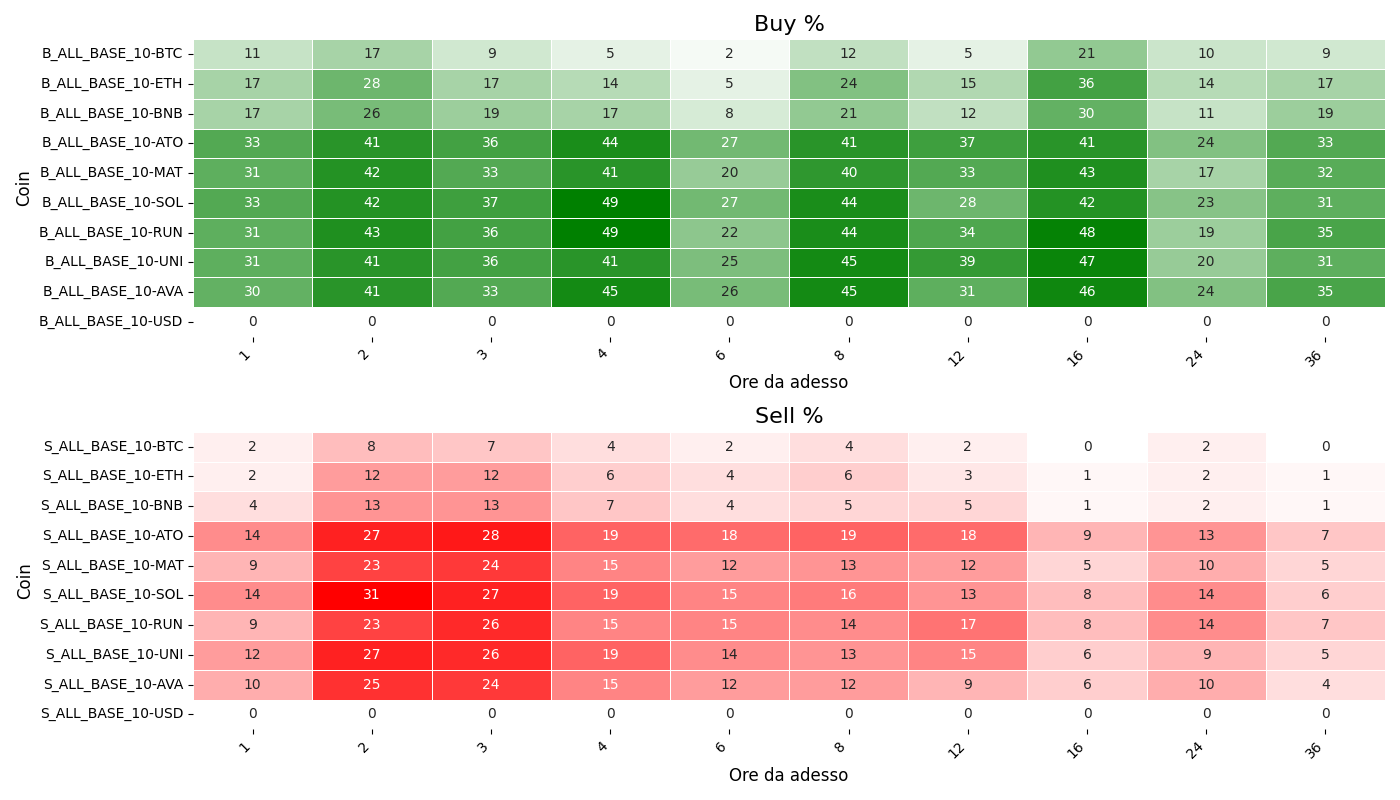 Buy %
Coin
B_ALL_BASE_10-BTC 11 17 9 5 2 12 5 21 10 9
B_ALL_BASE_10-ETH 17 28 17 14 5 24 15 36 14 17
B_ALL_BASE_10-BNB 17 26 19 17 8 21 12 30 11 19
B_ALL_BASE_10-ATO 33 41 36 44 27 41 37 41 24 33
B_ALL_BASE_10-MAT 31 42 33 41 20 40 33 43 17 32
B_ALL_BASE_10-SOL 33 42 37 49 27 44 28 42 23 31
B_ALL_BASE_10-RUN 31 43 36 49 22 44 34 48 19 35
B_ALL_BASE_10-UNI 31 41 36 41 25 45 39 47 20 31
B_ALL_BASE_10-AVA 30 41 33 45 26 45 31 46 24 35
B_ALL_BASE_10-USD 0 0 0 0 0 0 0 0 0 0
1 2 3 4 6 8 12 16 24 36
Ore da adesso
Sell %
Coin
S_ALL_BASE_10-BTC 2 8 7 4 2 4 2 0 2 0
S_ALL_BASE_10-ETH 2 12 12 6 4 6 3 1 2 1
S_ALL_BASE_10-BNB 4 13 13 7 4 5 5 1 2 1
S_ALL_BASE_10-ATO 14 27 28 19 18 19 18 9 13 7
S_ALL_BASE_10-MAT 9 23 24 15 12 13 12 5 10 5
S_ALL_BASE_10-SOL 14 31 27 19 15 16 13 8 14 6
S_ALL_BASE_10-RUN 9 23 26 15 15 14 17 8 14 7
S_ALL_BASE_10-UNI 12 27 26 19 14 13 15 6 9 5
S_ALL_BASE_10-AVA 10 25 24 15 12 12 9 6 10 4
S_ALL_BASE_10-USD 0 0 0 0 0 0 0 0 0 0
1 2 3 4 6 8 12 16 24 36
Ore da adesso